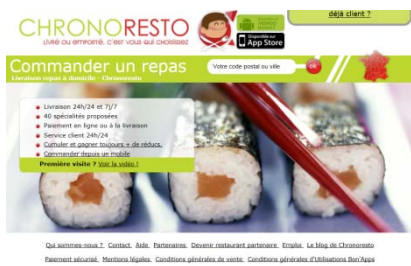 déjà client ?
CHRONORESTO
Livré ou emporté, c'est vous qui choisissez
Disponible sur
App Store
Commander un repas
Votre code postal ou ville
ok
Livraison repas à domicile - Chronoresto
Livraison 24h/24 et 7j/7
40 spécialités proposées
Paiement en ligne ou à la livraison
Service client 24h/24
Cumuler et gagner toujours + de réducs.
Commander depuis un mobile
Première visite ? Voir la vidéo !
Qui sommes-nous ? Contact Aide Partenaires Devenir restaurant partenaire Emploi Le blog de Chronoresto
Paiement sécurisé Mentions légales Conditions générales de vente Conditions générales d'Utilisations Bon'Apps